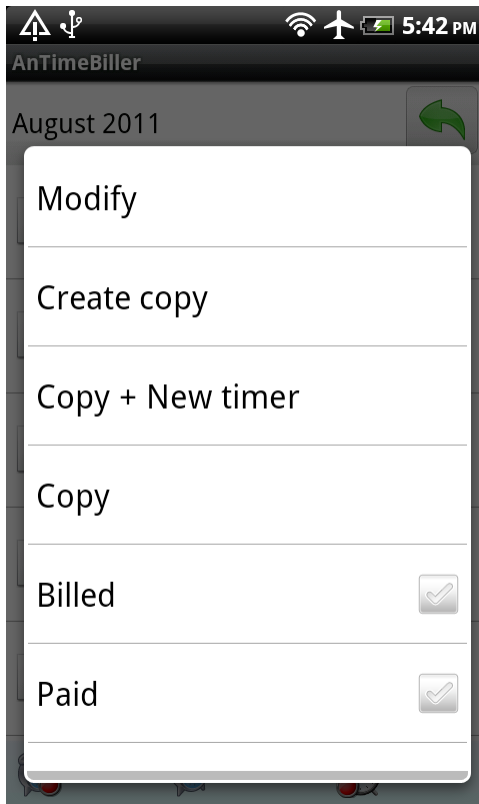 5:42 PM
AnTimeBiller
August 2011
Modify
Create copy
Copy + New timer
Copy
Billed
Paid